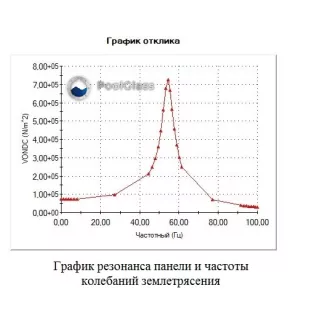 График отклика
8,00+05
7,00+05
6,00+05
5,00+05
4,00+05
3,00+05
2,00+05
1,00+05
0,00+00
VONDC (N/m^2)
PoolGlass
0,00
20,00
40,00
60,00
80,00
100,00
Частотный (Гц)
График резонанса панели и частоты
колебаний землетрясения